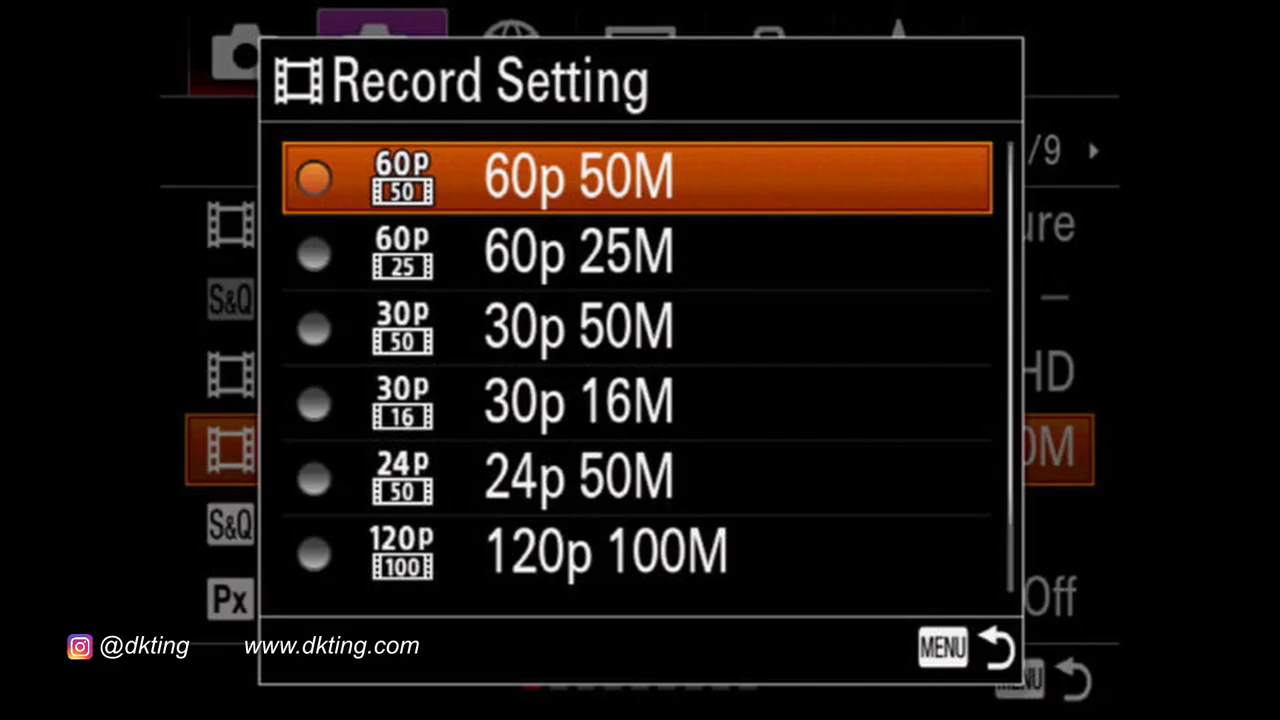 Record Setting
/9
60P 50 60p 50M
ure
60P 25 60p 25M
S&Q
30P 50 30p 50M
HD
30P 16 30p 16M
0M
24P 50 24p 50M
S&Q
120P 100 120p 100M
Px
Off
@dkting www.dkting.com
MENU
MENU